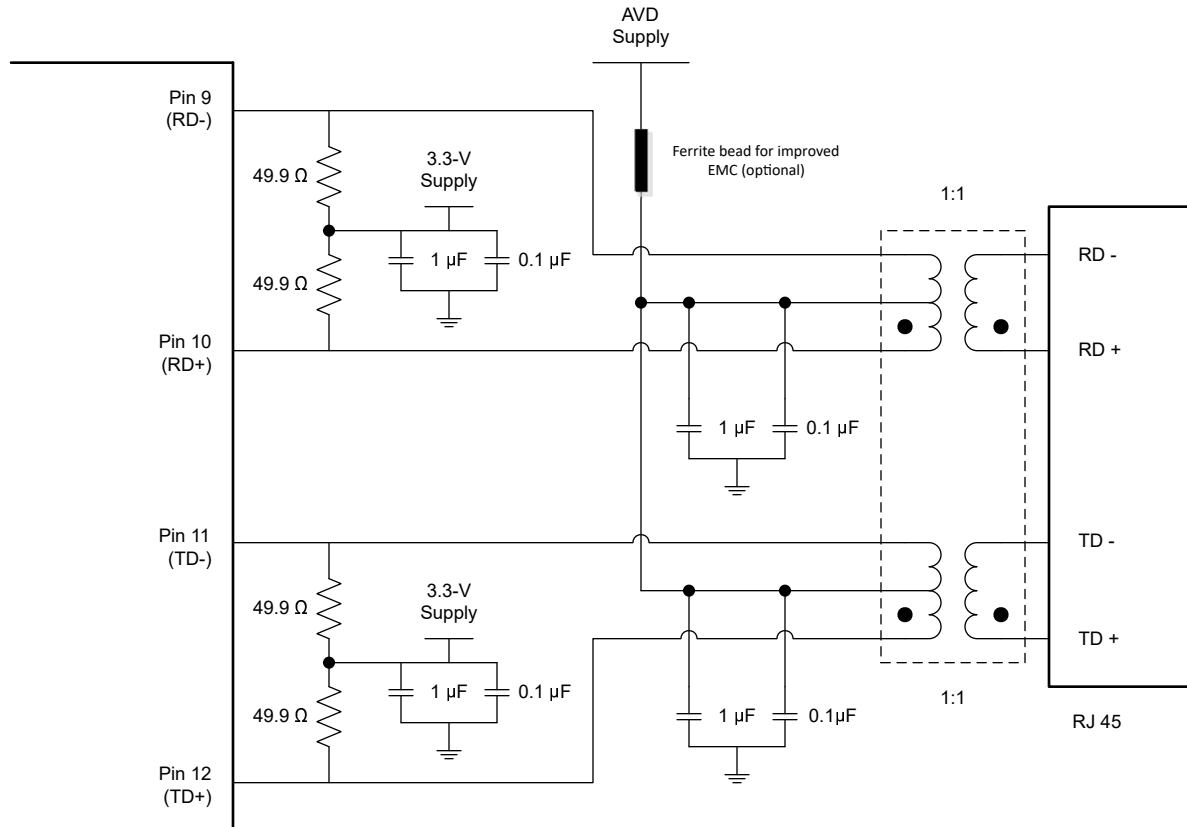 AVD
Supply
Pin 9
(RD-)
Ferrite bead for improved
EMC (optional)
49.9 Ω
3.3-V
Supply
1:1
1 µF
0.1 µF
RD -
49.9 Ω
Pin 10
(RD+)
RD +
1 µF
0.1 µF
Pin 11
(TD-)
TD -
49.9 Ω
3.3-V
Supply
TD +
1 µF
0.1 µF
1:1
49.9 Ω
1 µF
0.1µF
RJ 45
Pin 12
(TD+)